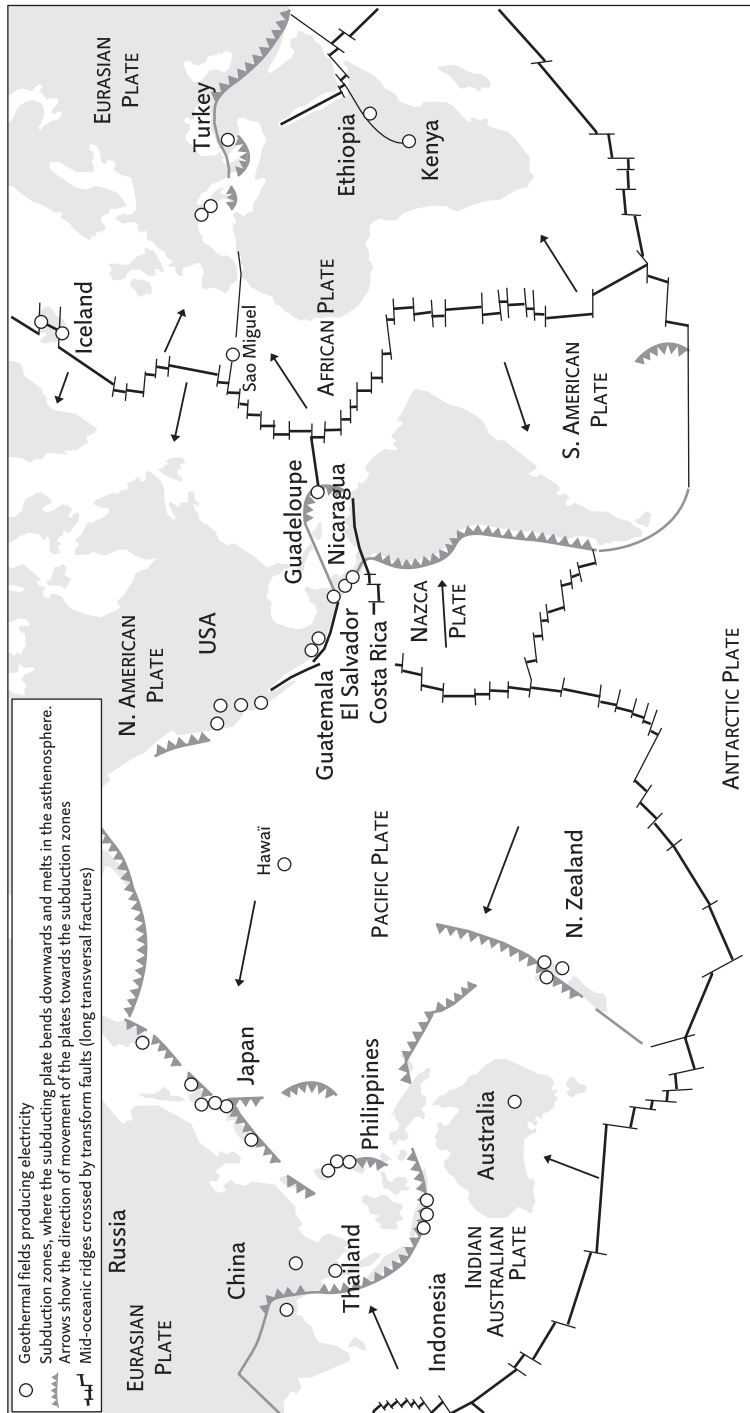 Geothermal fields producing electricity
Subduction zones, where the subducting plate bends downwards and melts in the asthenosphere.
Arrows show the direction of movement of the plates towards the subduction zones
Mid-oceanic ridges crossed by transform faults (long transversal fractures)
EURASIAN
PLATE
Russia
China
Thailand
Indonesia
INDIAN
AUSTRALIAN
PLATE
Australia
Philippines
Japan
Hawaï
PACIFIC PLATE
N. Zealand
N. AMERICAN
PLATE
USA
Guatemala
El Salvador
Costa Rica
Nicaragua
Guadeloupe
NAZCA
PLATE
ANTARCTIC PLATE
Iceland
Sao Miguel
AFRICAN PLATE
S. AMERICAN
PLATE
EURASIAN
PLATE
Turkey
Ethiopia
Kenya